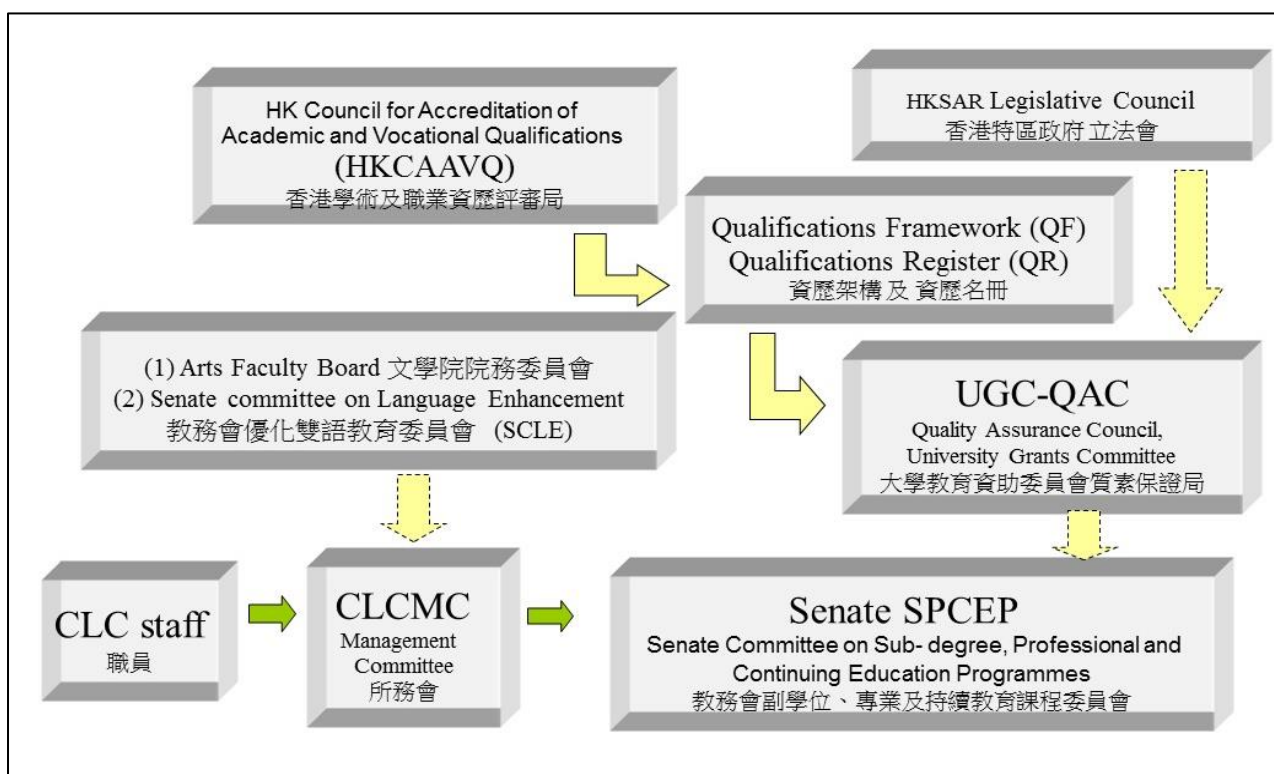 HK Council for Accreditation of
Academic and Vocational Qualifications
(HKCAAVQ)
香港學術及職業資歷評審局
HKSAR Legislative Council
香港特區政府 立法會
Qualifications Framework (QF)
Qualifications Register (QR)
資歷架構 及 資歷名冊
(1) Arts Faculty Board 文學院院務委員會
(2) Senate committee on Language Enhancement
教務會優化雙語教育委員會 (SCLE)
UGC-QAC
Quality Assurance Council,
University Grants Committee
大學教育資助委員會質素保證局
CLC staff
職員
CLCMC
Management
Committee
所務會
Senate SPCEP
Senate Committee on Sub- degree, Professional and
Continuing Education Programmes
教務會副學位、專業及持續教育課程委員會